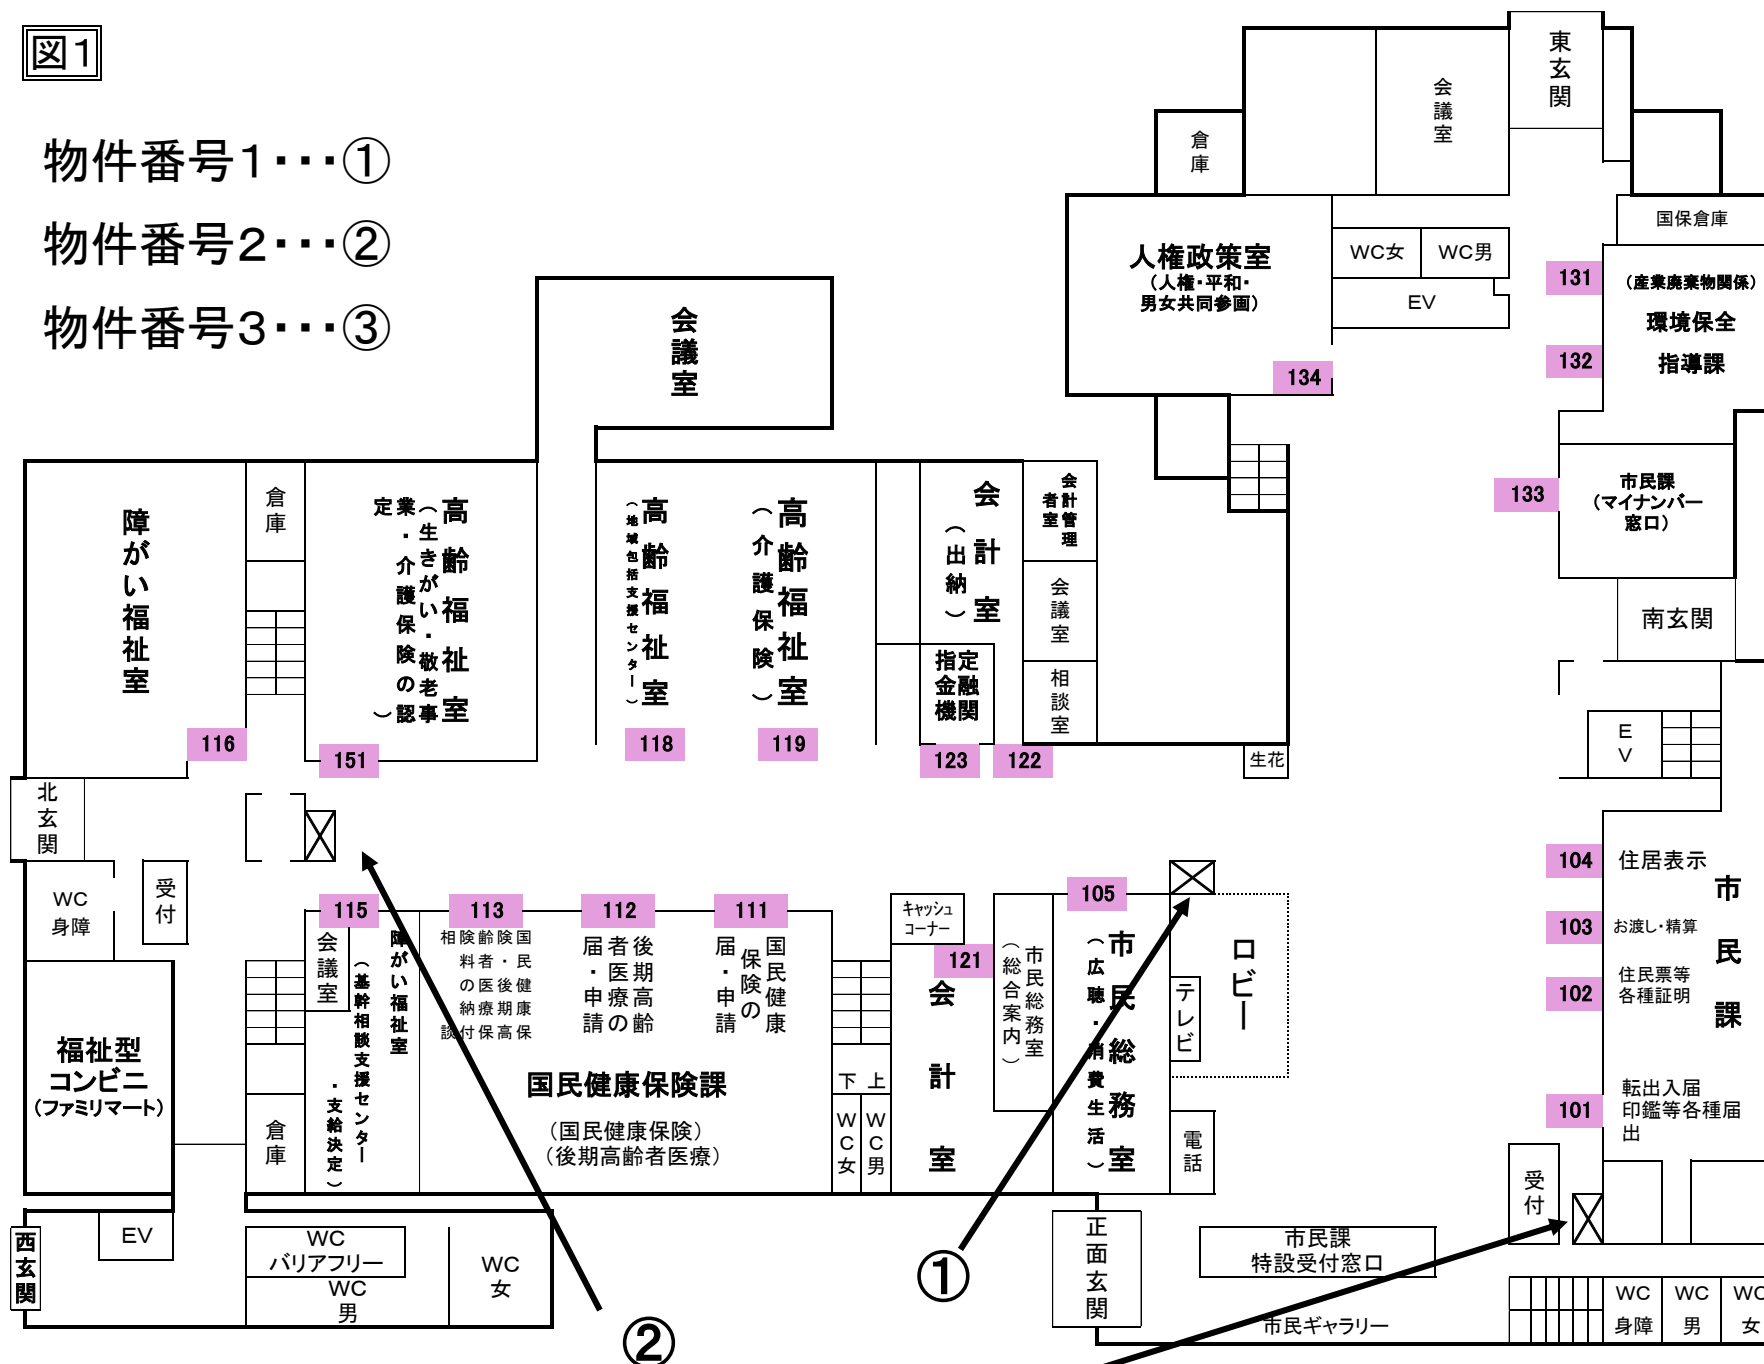 図1
物件番号1・・・①
物件番号2・・・②
物件番号3・・・③
東玄関
会議室
倉庫
国保倉庫
人権政策室
（人権・平和・
男女共同参画）
WC女
WC男
EV
131
（産業廃棄物関係）
環境保全
132
指導課
134
会議室
133
市民課
（マイナンバー
窓口）
南玄関
EV
障がい福祉室
倉庫
高齢福祉室
（生きがい・敬老事
業・介護保険の認
定）
高齢福祉室
（地域包括支援センター）
高齢福祉室
（介護保険）
会計室
（出納）
会計管理
者室
会議室
相談室
指定
金融
機関
116
151
118
119
123
122
生花
北玄関
WC
身障
受付
104
住居表示
103
お渡し・精算
102
住民票等
各種証明
101
転出入届
印鑑等各種届
出
市民課
115
113
112
111
105
キャッシュ
コーナー
121
会議室
障がい福祉室
（基幹相談支援センター
・支給決定）
国民健康保
険・後期高
齢者医療保
険料の納付
相談
後期高齢
者医療の
届・申請
国民健康
保険の
届・申請
国民健康保険課
（国民健康保険）
（後期高齢者医療）
下
上
WC女
WC男
会計室
市民総務室
（総合案内）
市民総務室
（広聴・消費生活）
テレビ
ロビー
電話
福祉型
コンビニ
（ファミリマート）
倉庫
受付
西玄関
EV
WC
バリアフリー
WC
男
WC
女
①
②
正面玄関
市民課
特設受付窓口
市民ギャラリー
WC
身障
WC
男
WC
女